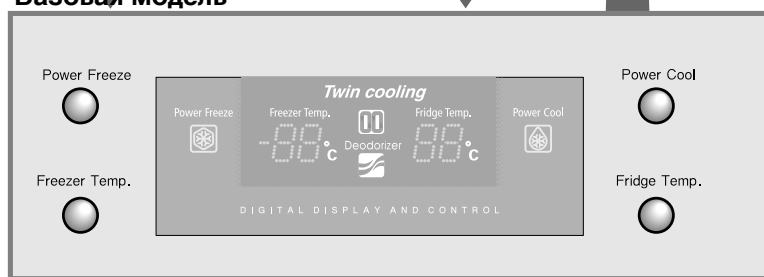 Базовая модель
Power Freeze
Power Cool
Twin cooling
Power Freeze
Freezer Temp.
Fridge Temp.
Power Cool
-88°c
Deodorizer
88°c
Freezer Temp.
Fridge Temp.
DIGITAL DISPLAY AND CONTROL